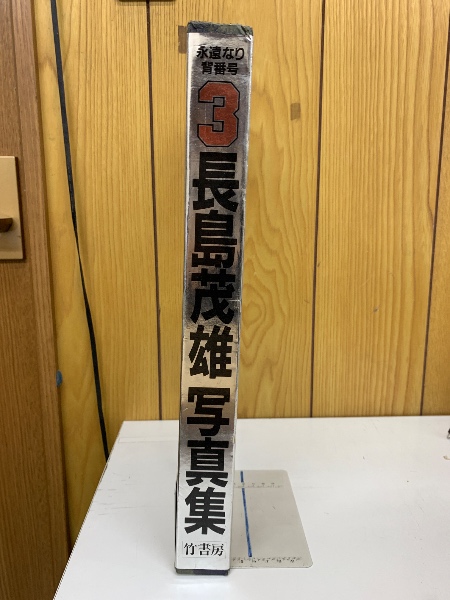 永遠なり
背番号
3
長島茂雄 写真集
竹書房